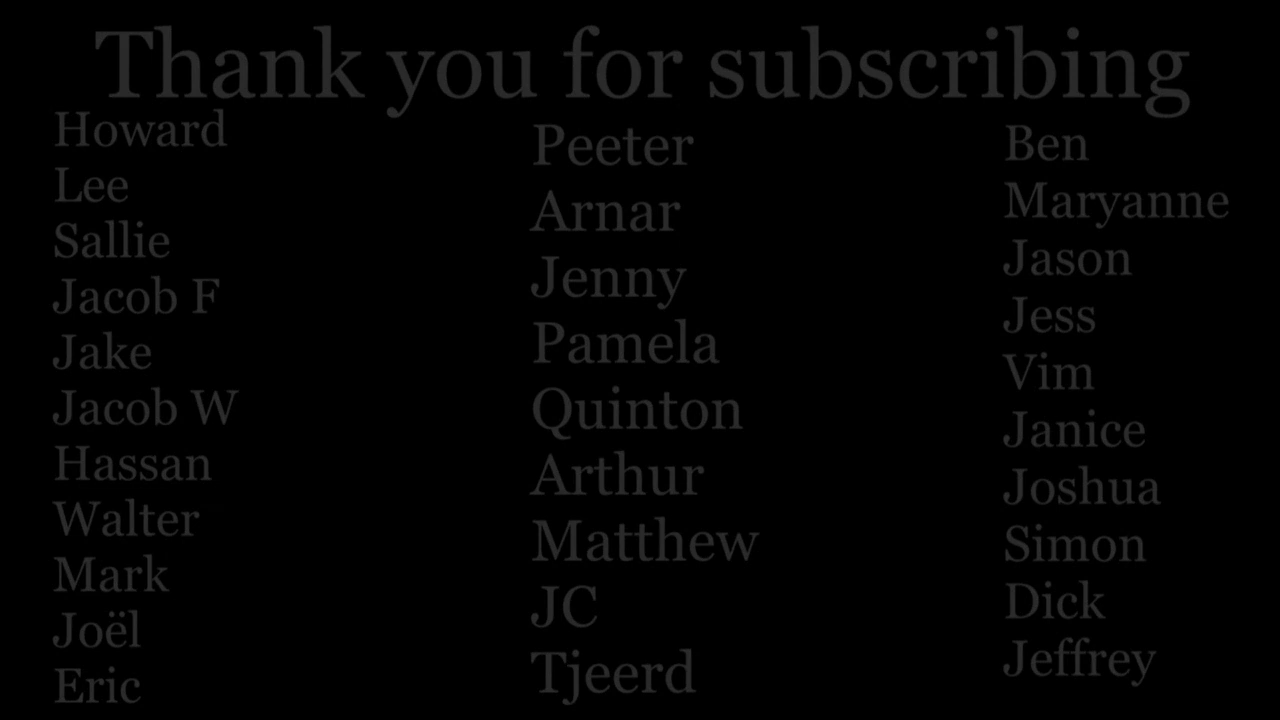 Thank you for subscribing
Howard
Lee
Sallie
Jacob F
Jake
Jacob W
Hassan
Walter
Mark
Joël
Eric
Peeter
Arnar
Jenny
Pamela
Quinton
Arthur
Matthew
JC
Tjeerd
Ben
Maryanne
Jason
Jess
Vim
Janice
Joshua
Simon
Dick
Jeffrey